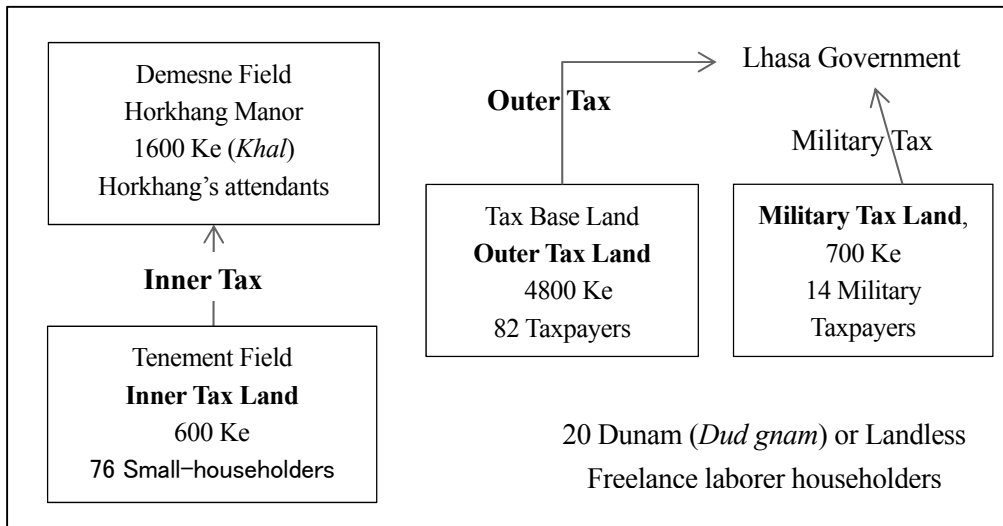 Demesne Field
Horkhang Manor
1600 Ke (Khal)
Horkhang’s attendants
Inner Tax
Tenement Field
Inner Tax Land
600 Ke
76 Small-householders
Lhasa Government
Outer Tax
Military Tax
Tax Base Land
Outer Tax Land
4800 Ke
82 Taxpayers
Military Tax Land,
700 Ke
14 Military
Taxpayers
20 Dunam (Dud gnam) or Landless
Freelance laborer householders